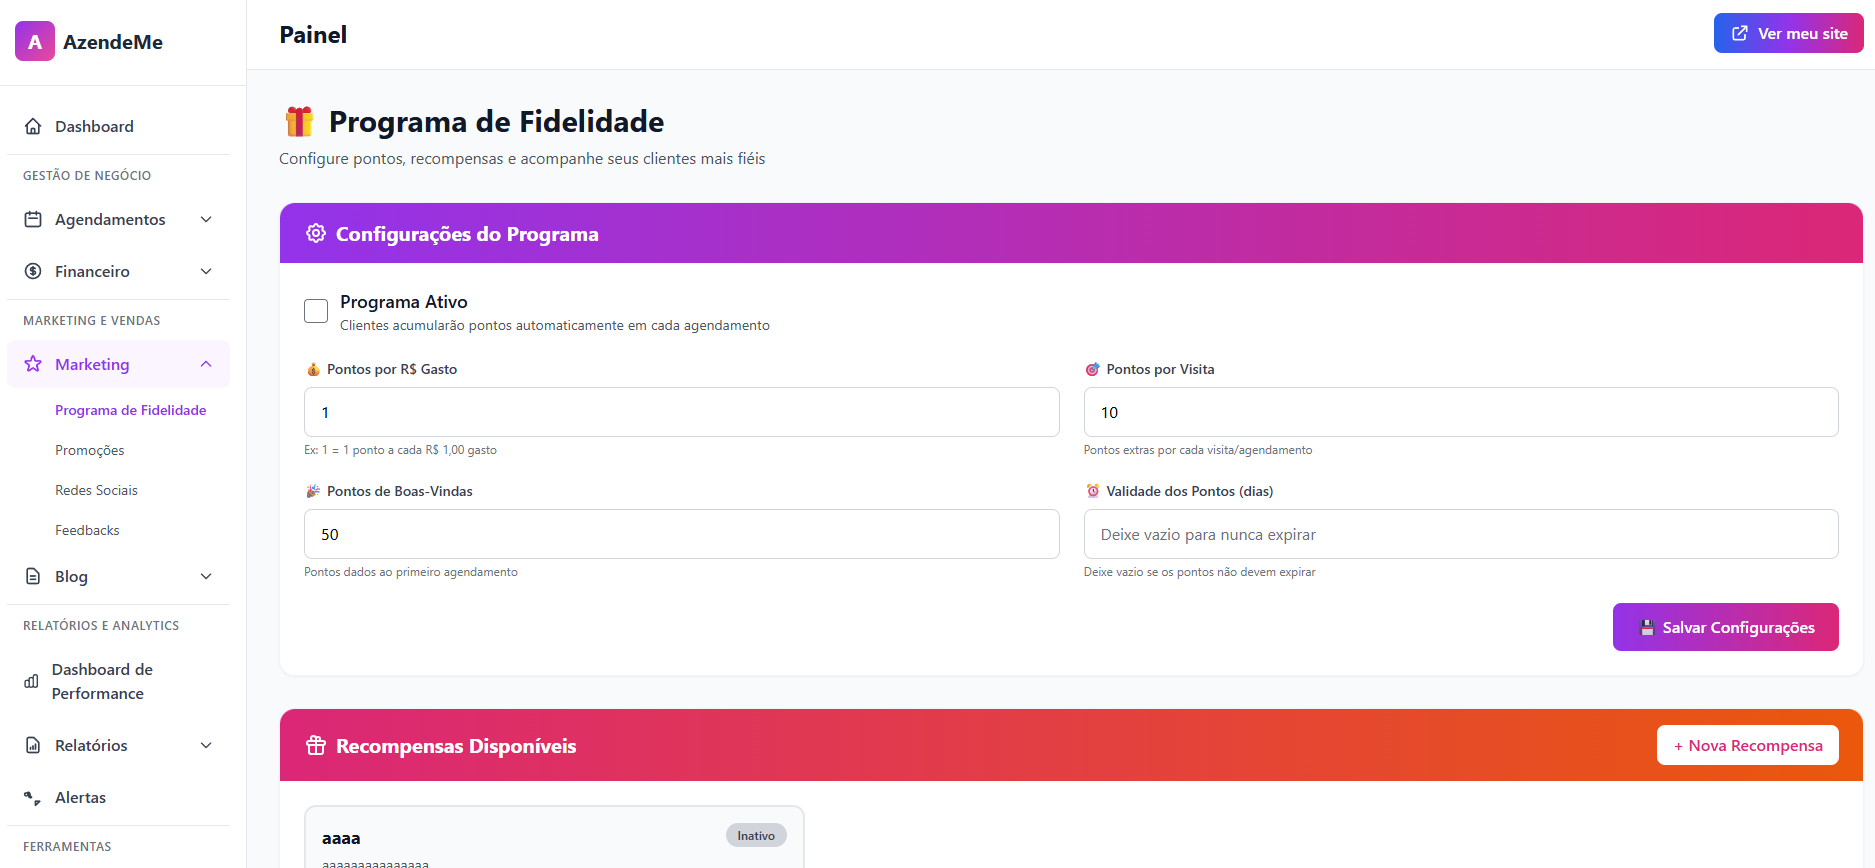 A AzendeMe
Dashboard
GESTÃO DE NEGÓCIO
Agendamentos
Financeiro
MARKETING E VENDAS
Marketing
Programa de Fidelidade
Promoções
Redes Sociais
Feedbacks
Blog
RELATÓRIOS E ANALYTICS
Dashboard de
Performance
Relatórios
Alertas
FERRAMENTAS
Painel
Ver meu site
Programa de Fidelidade
Configure pontos, recompensas e acompanhe seus clientes mais fiéis
Configurações do Programa
Programa Ativo
Clientes acumularão pontos automaticamente em cada agendamento
Pontos por R$ Gasto
1
Ex: 1 = 1 ponto a cada R$ 1,00 gasto
Pontos por Visita
10
Pontos extras por cada visita/agendamento
Pontos de Boas-Vindas
50
Pontos dados ao primeiro agendamento
Validade dos Pontos (dias)
Deixe vazio para nunca expirar
Deixe vazio se os pontos não devem expirar
Salvar Configurações
Recompensas Disponíveis
+ Nova Recompensa
aaaa
Inativo